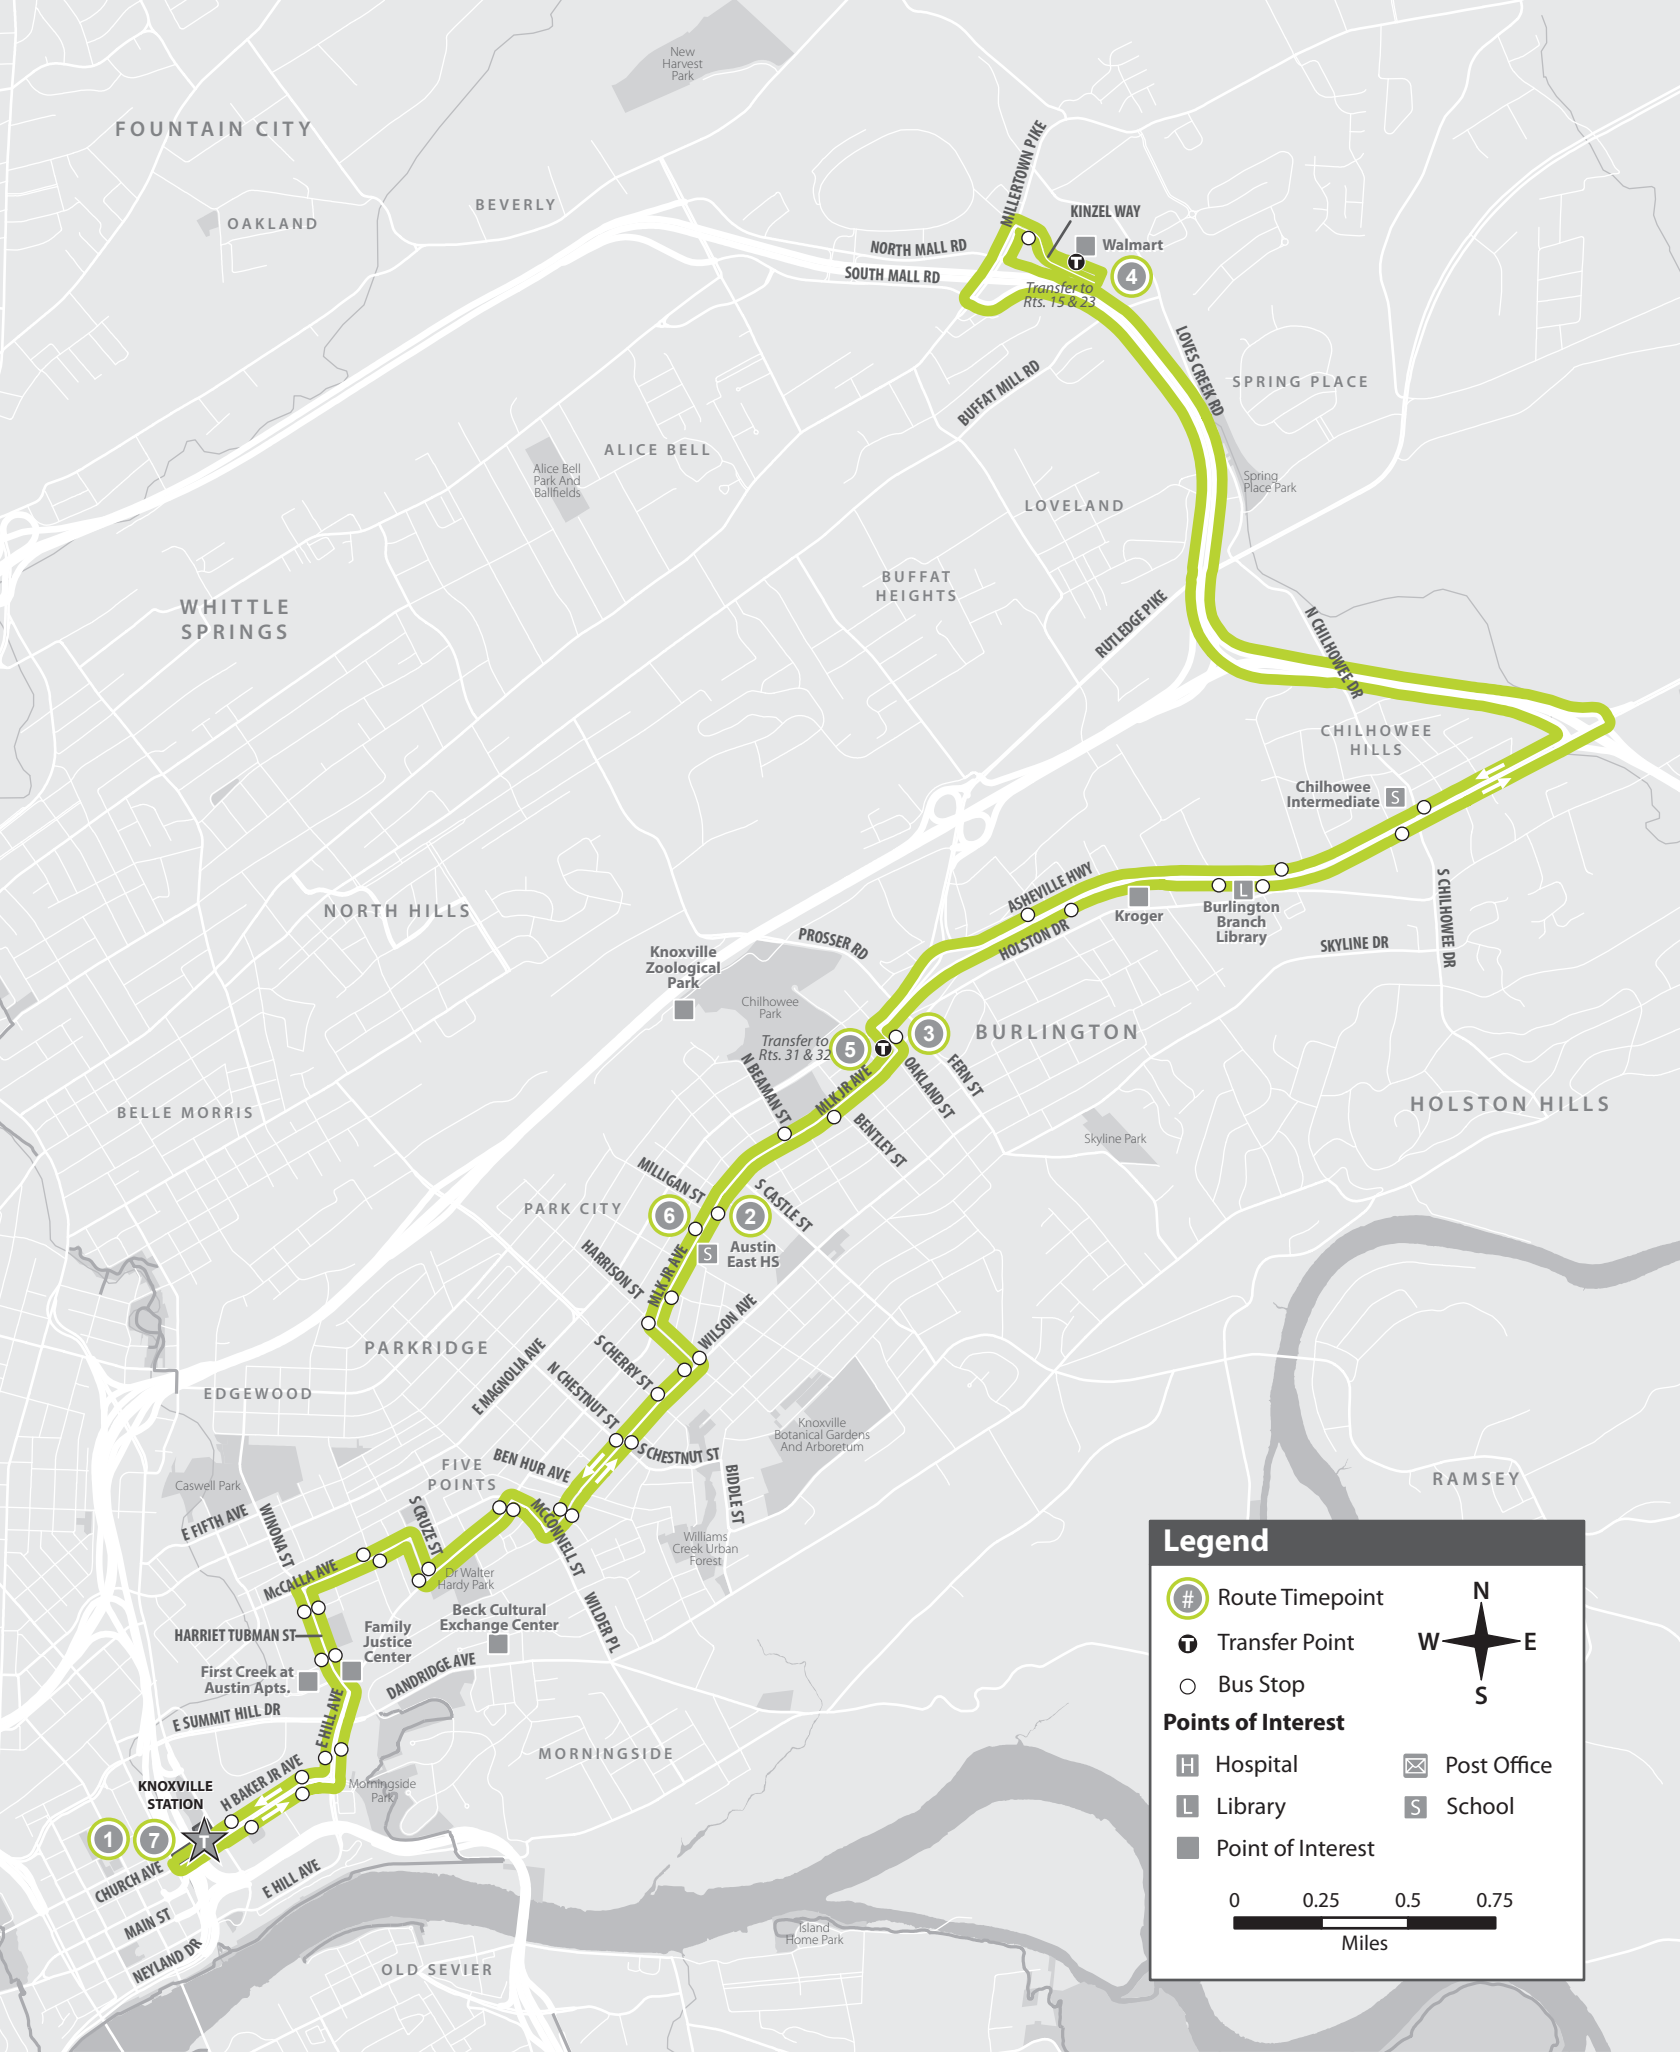 New
Harvest
Park
FOUNTAIN CITY
OAKLAND
BEVERLY
MILLERTOWN PIKE
KINZEL WAY
NORTH MALL RD
SOUTH MALL RD
Walmart
T
4
Transfer to
Rts. 15 & 23
LOVES CREEK RD
SPRING PLACE
BUFFAT MILL RD
ALICE BELL
Alice Bell
Park And
Ballfields
Spring
Place Park
LOVELAND
BUFFAT
HEIGHTS
WHITTLE
SPRINGS
RUTLEDGE PIKE
N CHILHOWEE DR
CHILHOWEE
HILLS
Chilhowee
Intermediate
S
ASHEVILLE HWY
L
Kroger
Burlington
Branch
Library
S CHILHOWEE DR
NORTH HILLS
PROSSER RD
HOLSTON DR
SKYLINE DR
Knoxville
Zoological
Park
Chilhowee
Park
Transfer to
Rts. 31 & 32
5
T
3
BURLINGTON
N BEAMAN ST
MLK JR AVE
OAKLAND ST
FERN ST
BELLE MORRIS
HOLSTON HILLS
BENTLEY ST
Skyline Park
MILLIGAN ST
S CASTLE ST
PARK CITY
6
2
S
Austin
East HS
HARRISON ST
MLK JR AVE
WILSON AVE
PARKRIDGE
S CHERRY ST
E MAGNOLIA AVE
N CHESTNUT ST
EDGEWOOD
Knoxville
Botanical Gardens
And Arboretum
S CHESTNUT ST
BEN HUR AVE
FIVE
POINTS
BIDDLE ST
RAMSEY
Caswell Park
E FIFTH AVE
WINONA ST
S CRUZE ST
MCCONNELL ST
Williams
Creek Urban
Forest
McCALLA AVE
Dr Walter
Hardy Park
Beck Cultural
Exchange Center
WILDER PL
HARRIET TUBMAN ST
Family
Justice
Center
First Creek at
Austin Apts.
DANDRIDGE AVE
E SUMMIT HILL DR
E HILL AVE
MORNINGSIDE
KNOXVILLE
STATION
H BAKER JR AVE
Morningside
Park
1
7
T
CHURCH AVE
E HILL AVE
MAIN ST
NEYLAND DR
Island
Home Park
OLD SEVIER
Legend
# Route Timepoint
T Transfer Point
Bus Stop
N
W E
S
Points of Interest
H Hospital
Post Office
L Library
S School
Point of Interest
0 0.25 0.5 0.75
Miles